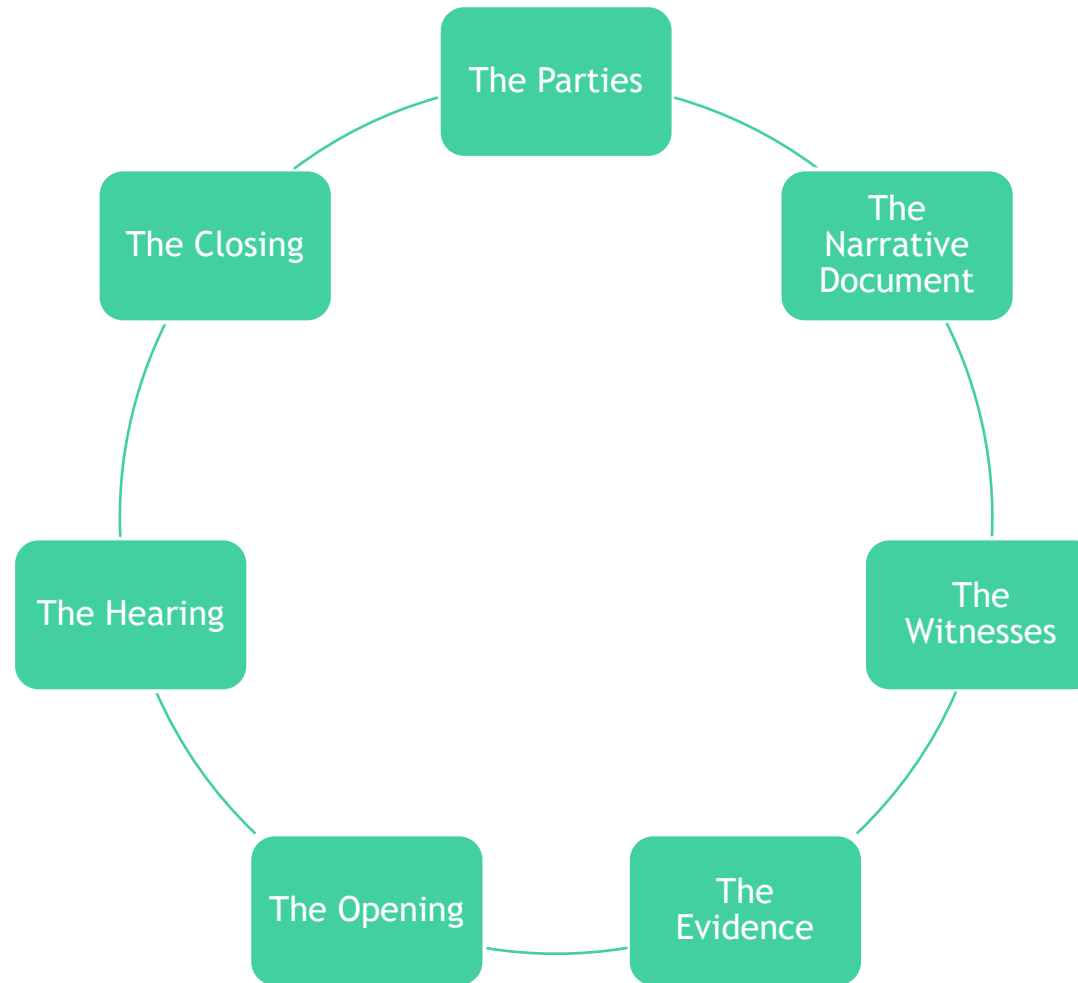 The Parties
The
Narrative
Document
The
Witnesses
The
Evidence
The Opening
The Hearing
The Closing